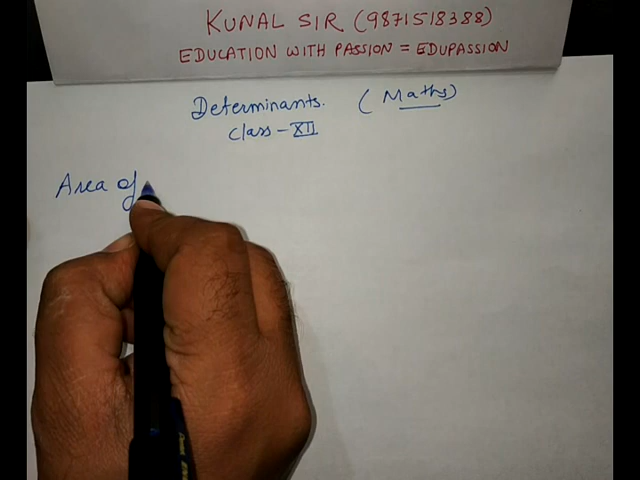 KUNAL SIR (9871518388)
EDUCATION WITH PASSION = EDUPASSION
Determinants. (Maths)
Class - XII
Area of